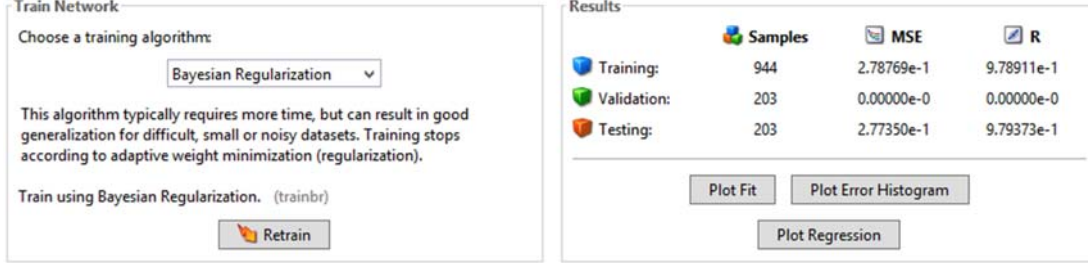 Train Network
Choose a training algorithm:
Bayesian Regularization
This algorithm typically requires more time, but can result in good
generalization for difficult, small or noisy datasets. Training stops
according to adaptive weight minimization (regularization).
Train using Bayesian Regularization. (trainbr)
Retrain
Results
Samples MSE R
Training: 944 2.78769e-1 9.78911e-1
Validation: 203 0.00000e-0 0.00000e-0
Testing: 203 2.77350e-1 9.79373e-1
Plot Fit Plot Error Histogram
Plot Regression